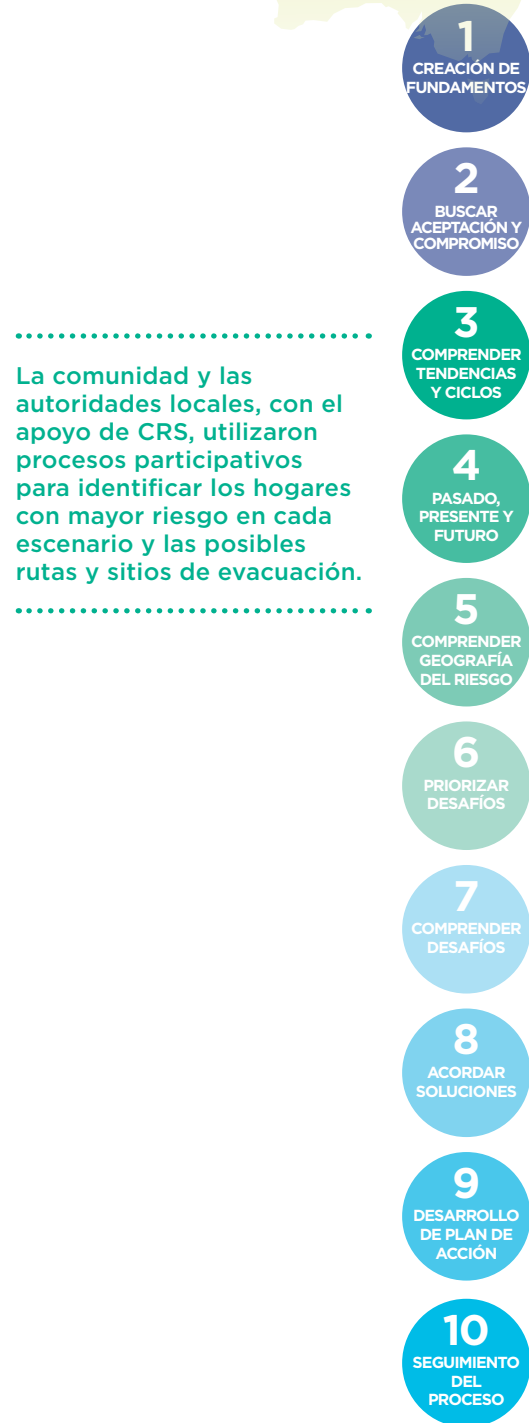 La comunidad y las
autoridades locales, con el
apoyo de CRS, utilizaron
procesos participativos
para identificar los hogares
con mayor riesgo en cada
escenario y las posibles
rutas y sitios de evacuación.
1
CREACIÓN DE
FUNDAMENTOS
2
BUSCAR
ACEPTACIÓN Y
COMPROMISO
3
COMPRENDER
TENDENCIAS
Y CICLOS
4
PASADO,
PRESENTE Y
FUTURO
5
COMPRENDER
GEOGRAFÍA
DEL RIESGO
6
PRIORIZAR
DESAFÍOS
7
COMPRENDER
DESAFÍOS
8
ACORDAR
SOLUCIONES
9
DESARROLLO
DE PLAN DE
ACCIÓN
10
SEGUIMIENTO
DEL
PROCESO